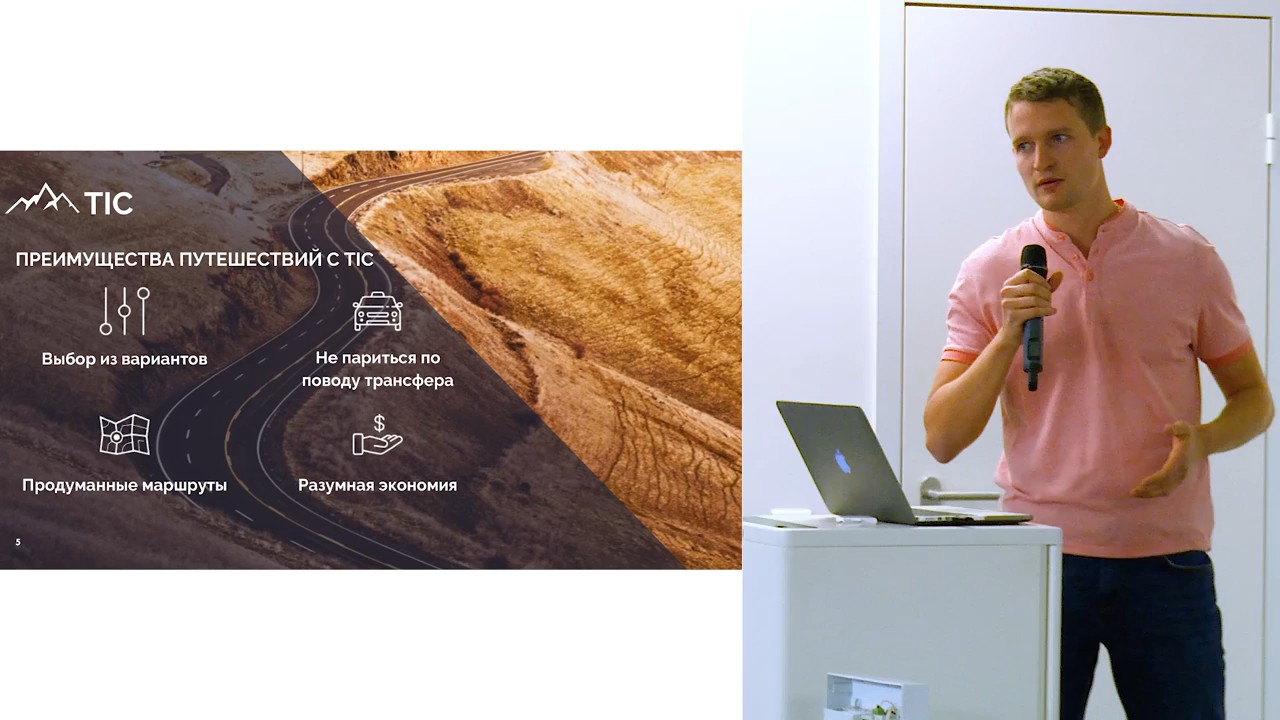 TIC
ПРЕИМУЩЕСТВА ПУТЕШЕСТВИЙ С TIC
Выбор из вариантов
Не париться по
поводу трансфера
$
Продуманные маршруты
Разумная экономия
5